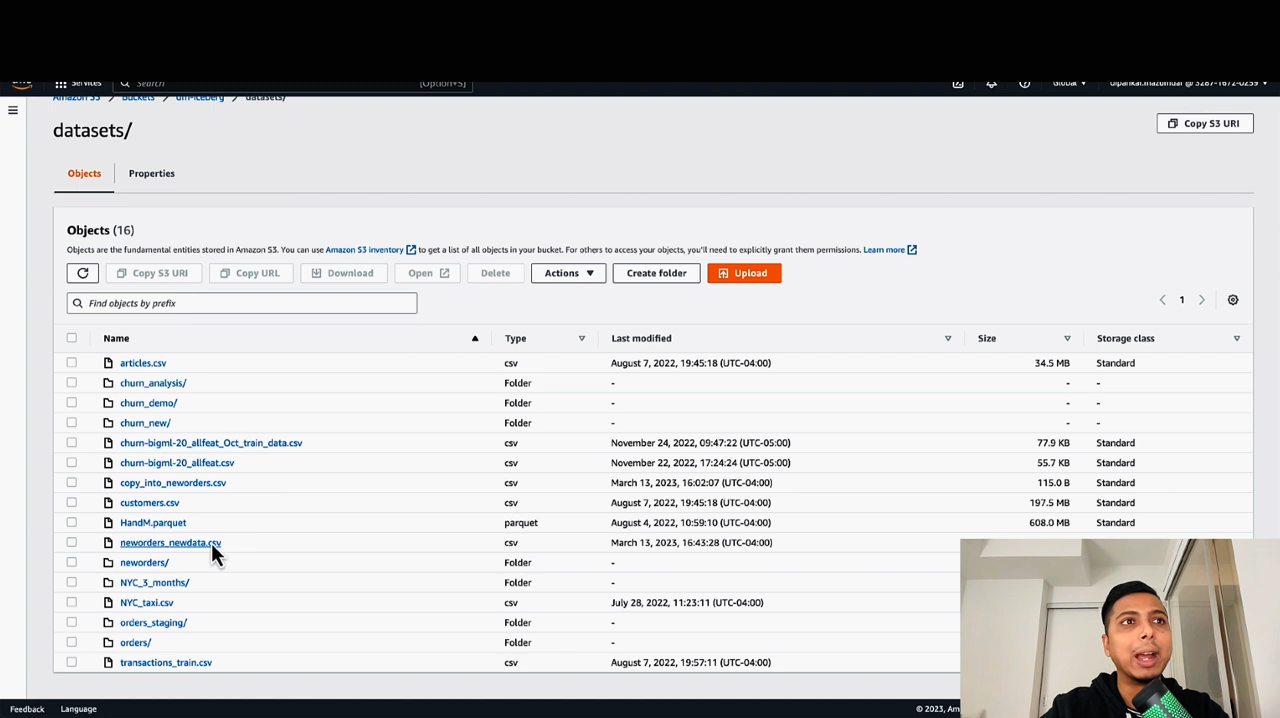 Services Search [Option+S] Global
Amazon S3 Buckets dm-iceberg datasets/
datasets/
Copy S3 URI
Objects Properties
Objects (16)
Objects are the fundamental entities stored in Amazon S3. You can use Amazon S3 inventory to get a list of all objects in your bucket. For others to access your objects, you'll need to explicitly grant them permissions. Learn more
Copy S3 URI Copy URL Download Open Delete Actions Create folder Upload
Find objects by prefix
1
Name Type Last modified Size Storage class
articles.csv csv August 7, 2022, 19:45:18 (UTC-04:00) 34.5 MB Standard
churn_analysis/ Folder - - -
churn_demo/ Folder - - -
churn_new/ Folder - - -
churn-bigml-20_allfeat_Oct_train_data.csv csv November 24, 2022, 09:47:22 (UTC-05:00) 77.9 KB Standard
churn-bigml-20_allfeat.csv csv November 22, 2022, 17:24:24 (UTC-05:00) 55.7 KB Standard
copy_into_neworders.csv csv March 13, 2023, 16:02:07 (UTC-04:00) 115.0 B Standard
customers.csv csv August 7, 2022, 19:45:18 (UTC-04:00) 197.5 MB Standard
HandM.parquet parquet August 4, 2022, 10:59:10 (UTC-04:00) 608.0 MB Standard
neworders_newdata.csv csv March 13, 2023, 16:43:28 (UTC-04:00)
neworders/ Folder -
NYC_3_months/ Folder -
NYC_taxi.csv csv July 28, 2022, 11:23:11 (UTC-04:00)
orders_staging/ Folder -
orders/ Folder -
transactions_train.csv csv August 7, 2022, 19:57:11 (UTC-04:00)
Feedback Language © 2023,